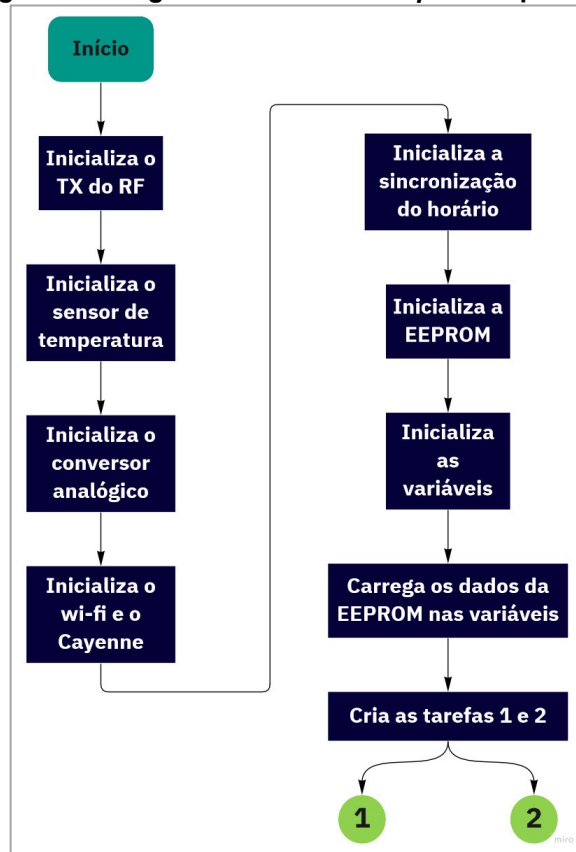 Início
Inicializa o
TX do RF
Inicializa o
sensor de
temperatura
Inicializa o
conversor
analógico
Inicializa o
wi-fi e o
Cayenne
Inicializa a
sincronização
do horário
Inicializa a
EEPROM
Inicializa
as
variáveis
Carrega os dados da
EEPROM nas variáveis
Cria as tarefas 1 e 2
1
2
miro